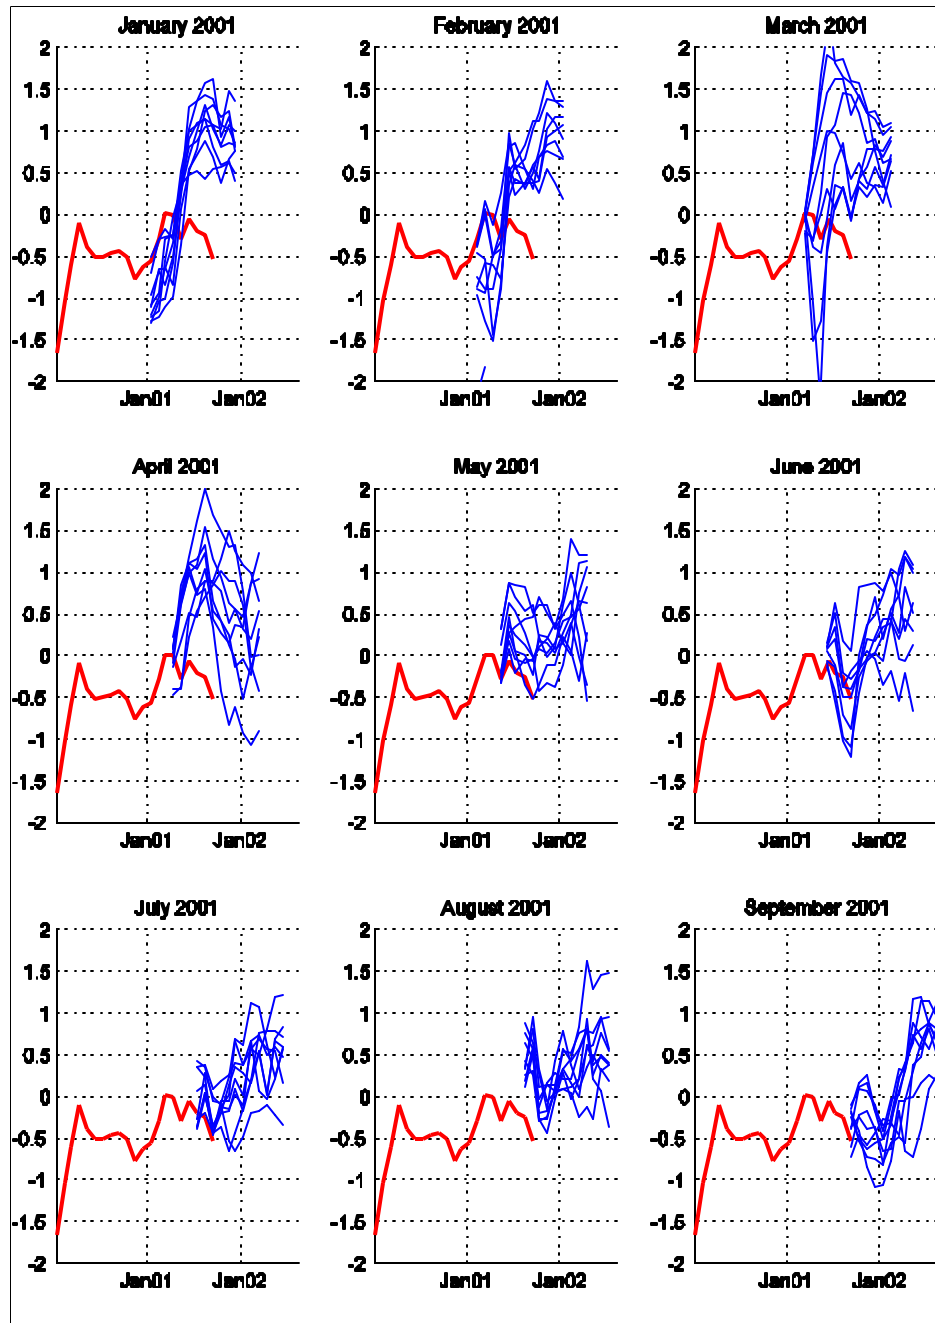 January 2001 February 2001 March 2001
2 2 2
1.5 1.5 1.5
1 1 1
0.5 0.5 0.5
0 0 0
-0.5 -0.5 -0.5
-1 -1 -1
-1.5 -1.5 -1.5
-2 -2 -2
Jan01 Jan02 Jan01 Jan02 Jan01 Jan02
April 2001 May 2001 June 2001
2 2 2
1.5 1.5 1.5
1 1 1
0.5 0.5 0.5
0 0 0
-0.5 -0.5 -0.5
-1 -1 -1
-1.5 -1.5 -1.5
-2 -2 -2
Jan01 Jan02 Jan01 Jan02 Jan01 Jan02
July 2001 August 2001 September 2001
2 2 2
1.5 1.5 1.5
1 1 1
0.5 0.5 0.5
0 0 0
-0.5 -0.5 -0.5
-1 -1 -1
-1.5 -1.5 -1.5
-2 -2 -2
Jan01 Jan02 Jan01 Jan02 Jan01 Jan02